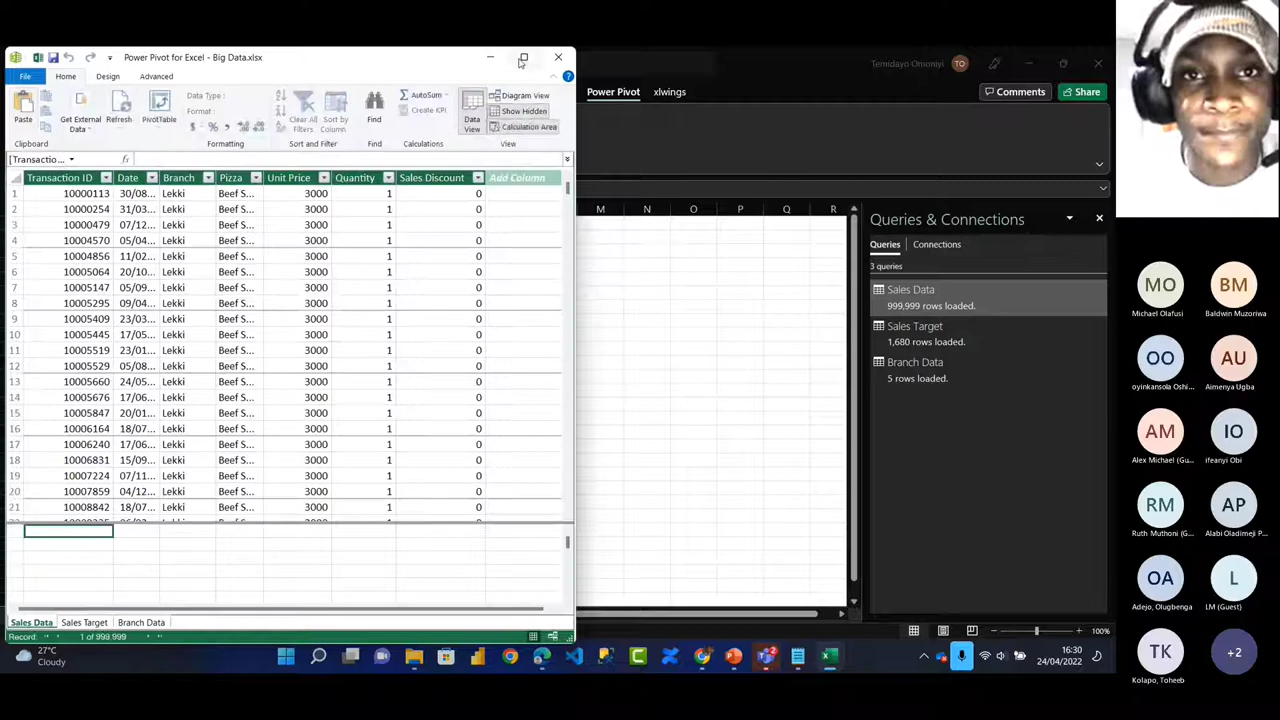 Power Pivot for Excel - Big Data.xlsx
File Home Design Advanced
Paste
Clipboard
Get External
Data
Refresh
PivotTable
Data Type :
Format :
$ % ,
Formatting
Clear All
Filters
Sort by
Column
Sort and Filter
Find
Find
AutoSum
Create KPI
Calculations
Data
View
Diagram View
Show Hidden
Calculation Area
View
[Transactio... fx
Transaction ID Date Branch Pizza Unit Price Quantity Sales Discount Add Column
1 10000113 30/08... Lekki Beef S... 3000 1 0
2 10000254 31/03... Lekki Beef S... 3000 1 0
3 10000479 07/12... Lekki Beef S... 3000 1 0
4 10004570 05/04... Lekki Beef S... 3000 1 0
5 10004856 11/02... Lekki Beef S... 3000 1 0
6 10005064 20/10... Lekki Beef S... 3000 1 0
7 10005147 05/09... Lekki Beef S... 3000 1 0
8 10005295 09/04... Lekki Beef S... 3000 1 0
9 10005409 23/03... Lekki Beef S... 3000 1 0
10 10005445 17/05... Lekki Beef S... 3000 1 0
11 10005519 23/01... Lekki Beef S... 3000 1 0
12 10005529 05/08... Lekki Beef S... 3000 1 0
13 10005660 24/05... Lekki Beef S... 3000 1 0
14 10005676 17/06... Lekki Beef S... 3000 1 0
15 10005847 20/01... Lekki Beef S... 3000 1 0
16 10006164 18/07... Lekki Beef S... 3000 1 0
17 10006240 17/06... Lekki Beef S... 3000 1 0
18 10006831 15/09... Lekki Beef S... 3000 1 0
19 10007224 07/11... Lekki Beef S... 3000 1 0
20 10007859 04/12... Lekki Beef S... 3000 1 0
21 10008842 18/07... Lekki Beef S... 3000 1 0
Sales Data Sales Target Branch Data
Record: 1 of 999,999
Temidayo Omoniyi TO
Power Pivot xlwings
Comments Share
M N O P Q R
Queries & Connections
Queries Connections
3 queries
Sales Data
999,999 rows loaded.
Sales Target
1,680 rows loaded.
Branch Data
5 rows loaded.
100%
27°C
Cloudy
16:30
24/04/2022
MO BM
Michael Olafusi Baldwin Muzoriwa
OO AU
oyinkansola Oshi... Aimenya Ugba
AM IO
Alex Michael (Gu... ifeanyi Obi
RM AP
Ruth Muthoni (G... Alabi Oladimeji P...
OA L
Adejo, Olugbenga LM (Guest)
TK +2
Kolapo, Toheeb